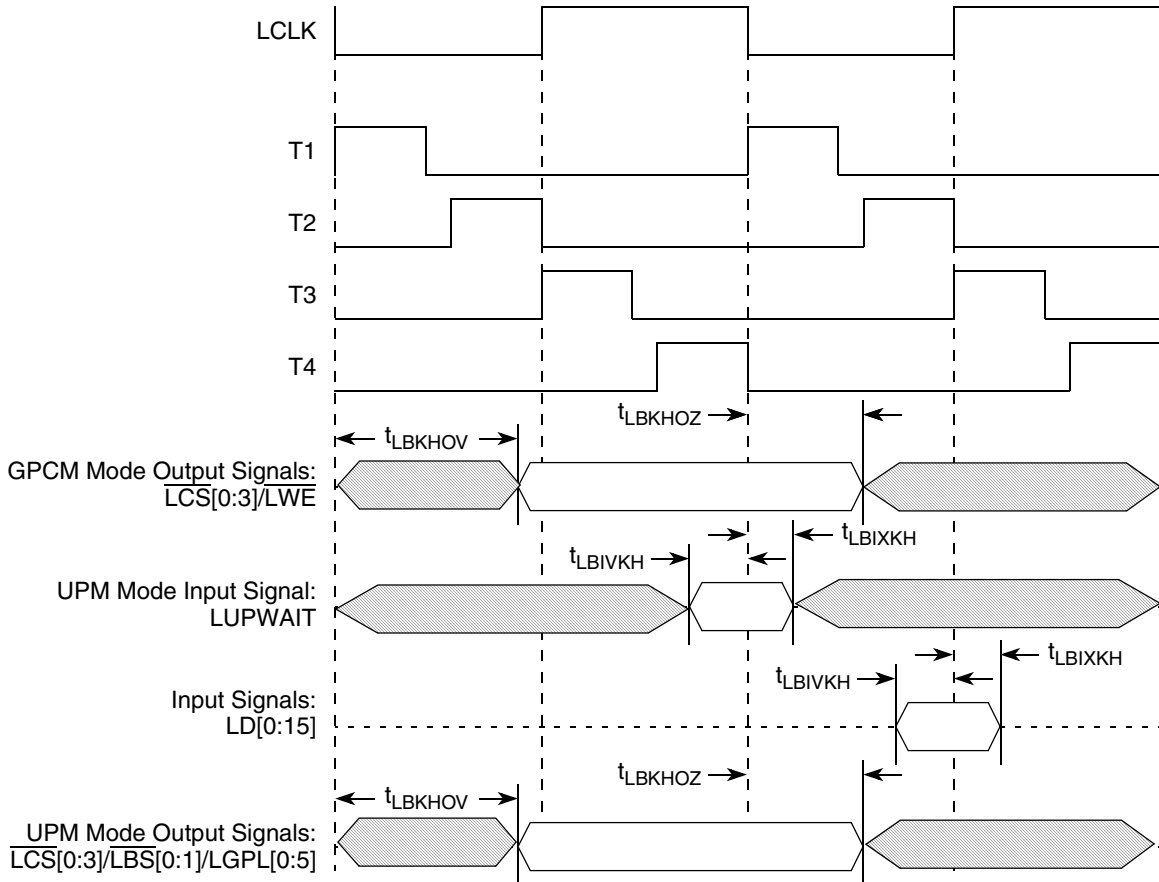 LCLK
T1
T2
T3
T4
tLBKHOZ
tLBKHOV
GPCM Mode Output Signals:
LCS[0:3]/LWE
tLBIXKH
tLBIVKH
UPM Mode Input Signal:
LUPWAIT
tLBIXKH
tLBIVKH
Input Signals:
LD[0:15]
tLBKHOZ
tLBKHOV
UPM Mode Output Signals:
LCS[0:3]/LBS[0:1]/LGPL[0:5]